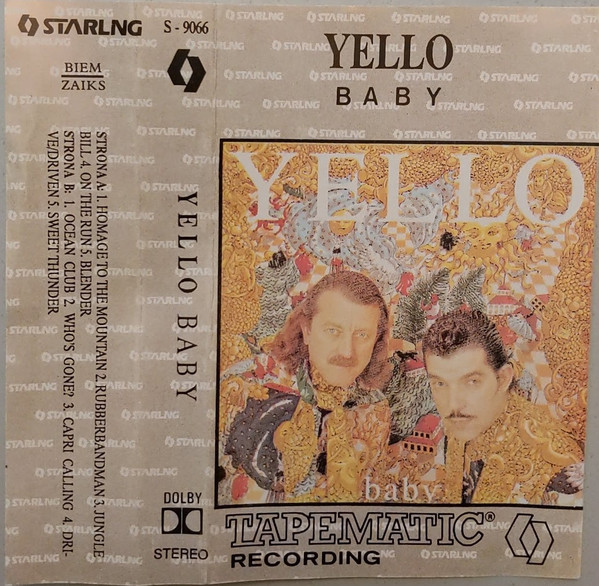 STARLNG
S - 9066
BIEM
ZAIKS
STRONA A: 1. HOMAGE TO THE MOUNTAIN 2. RUBBERBANDMAN 3. JUNGLE
BILL 4. ON THE RUN 5. BLENDER
STRONA B: 1. OCEAN CLUB 2. WHO'S GONE? 3. CAPRI CALLING 4. DRI-
VE/DRIVEN 5. SWEET THUNDER
YELLO BABY
DOLBY
STEREO
YELLO
BABY
YELLO
baby
TAPEMATIC®
RECORDING